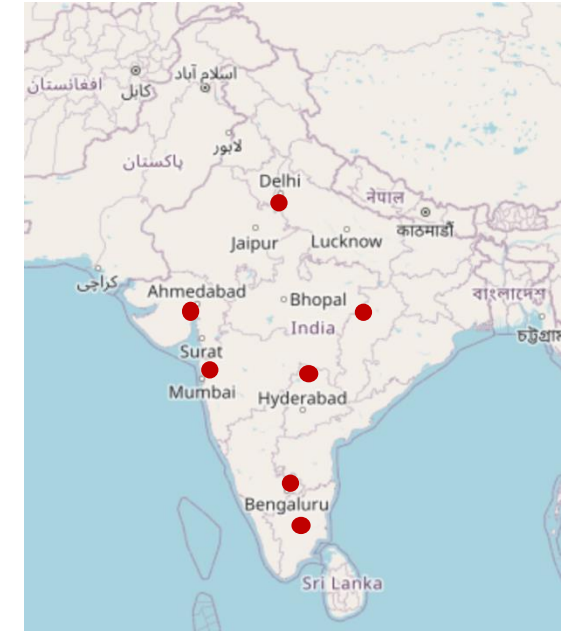 اسلام آباد
افغانستان
کابل
لاہور
پاکستان
Delhi
नेपाल
Jaipur
Lucknow
काठमाडौँ
کراچی
Ahmedabad
Bhopal
বাংলাদেশ
India
চট্টগ্রাম
Surat
Mumbai
Hyderabad
Bengaluru
Sri Lanka